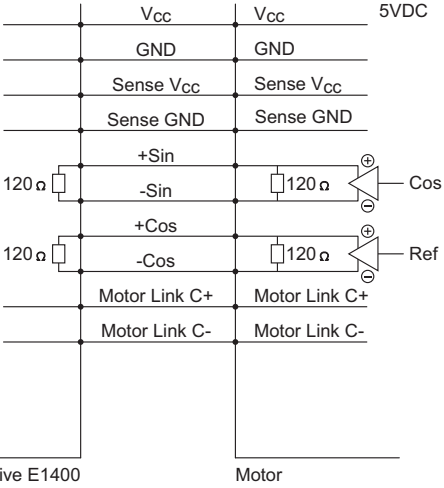 Vcc Vcc 5VDC
GND GND
Sense Vcc Sense Vcc
Sense GND Sense GND
+Sin
120 Ω -Sin 120 Ω Cos
+Cos
120 Ω -Cos 120 Ω Ref
Motor Link C+ Motor Link C+
Motor Link C- Motor Link C-
ive E1400 Motor